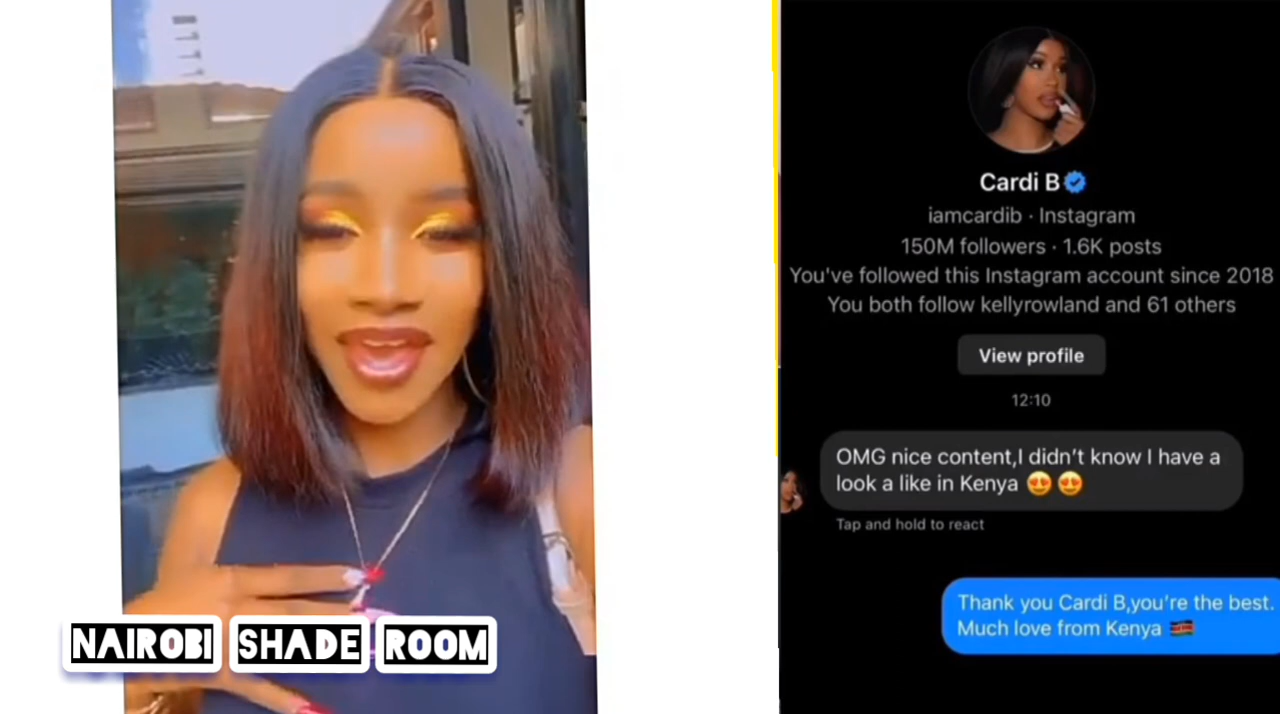 NAIROBI SHADE ROOM
Cardi B
iamcardib · Instagram
150M followers · 1.6K posts
You've followed this Instagram account since 2018
You both follow kellyrowland and 61 others
View profile
12:10
OMG nice content,I didn't know I have a
look a like in Kenya 😍 😍
Tap and hold to react
Thank you Cardi B,you're the best.
Much love from Kenya 🇰🇪